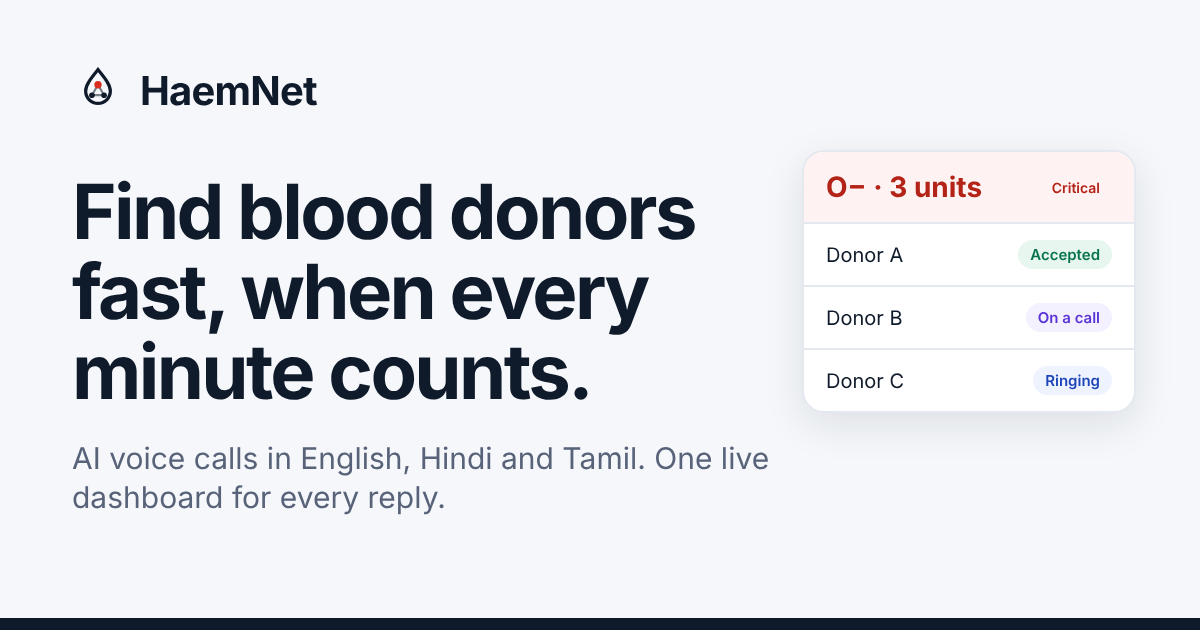 HaemNet
Find blood donors
fast, when every
minute counts.
AI voice calls in English, Hindi and Tamil. One live
dashboard for every reply.
O− · 3 units Critical
Donor A Accepted
Donor B On a call
Donor C Ringing